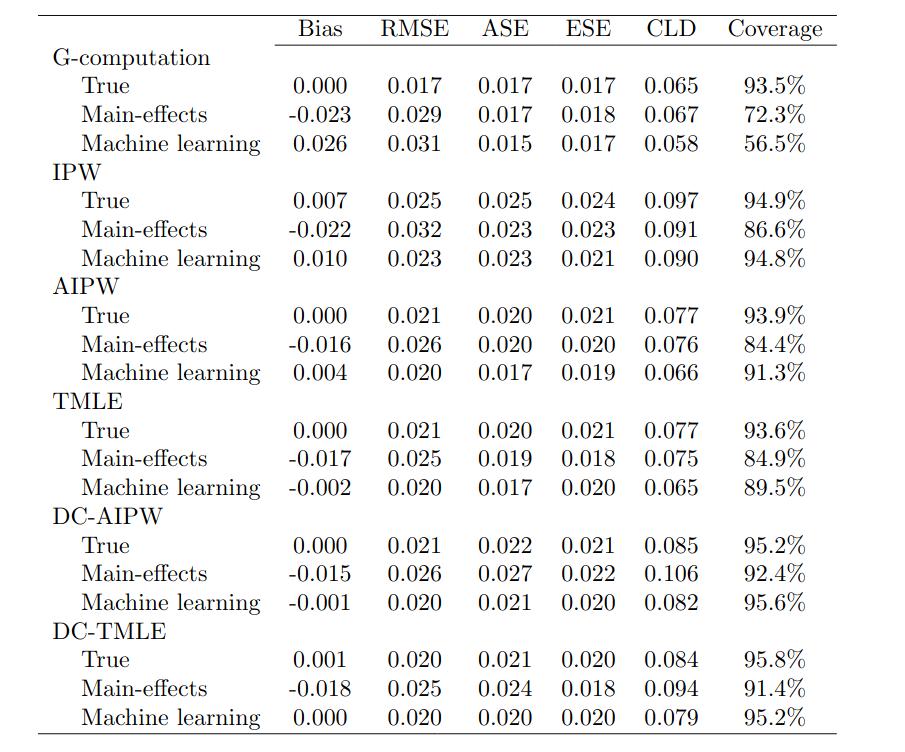 Bias RMSE ASE ESE CLD Coverage
G-computation
True 0.000 0.017 0.017 0.017 0.065 93.5%
Main-effects -0.023 0.029 0.017 0.018 0.067 72.3%
Machine learning 0.026 0.031 0.015 0.017 0.058 56.5%
IPW
True 0.007 0.025 0.025 0.024 0.097 94.9%
Main-effects -0.022 0.032 0.023 0.023 0.091 86.6%
Machine learning 0.010 0.023 0.023 0.021 0.090 94.8%
AIPW
True 0.000 0.021 0.020 0.021 0.077 93.9%
Main-effects -0.016 0.026 0.020 0.020 0.076 84.4%
Machine learning 0.004 0.020 0.017 0.019 0.066 91.3%
TMLE
True 0.000 0.021 0.020 0.021 0.077 93.6%
Main-effects -0.017 0.025 0.019 0.018 0.075 84.9%
Machine learning -0.002 0.020 0.017 0.020 0.065 89.5%
DC-AIPW
True 0.000 0.021 0.022 0.021 0.085 95.2%
Main-effects -0.015 0.026 0.027 0.022 0.106 92.4%
Machine learning -0.001 0.020 0.021 0.020 0.082 95.6%
DC-TMLE
True 0.001 0.020 0.021 0.020 0.084 95.8%
Main-effects -0.018 0.025 0.024 0.018 0.094 91.4%
Machine learning 0.000 0.020 0.020 0.020 0.079 95.2%